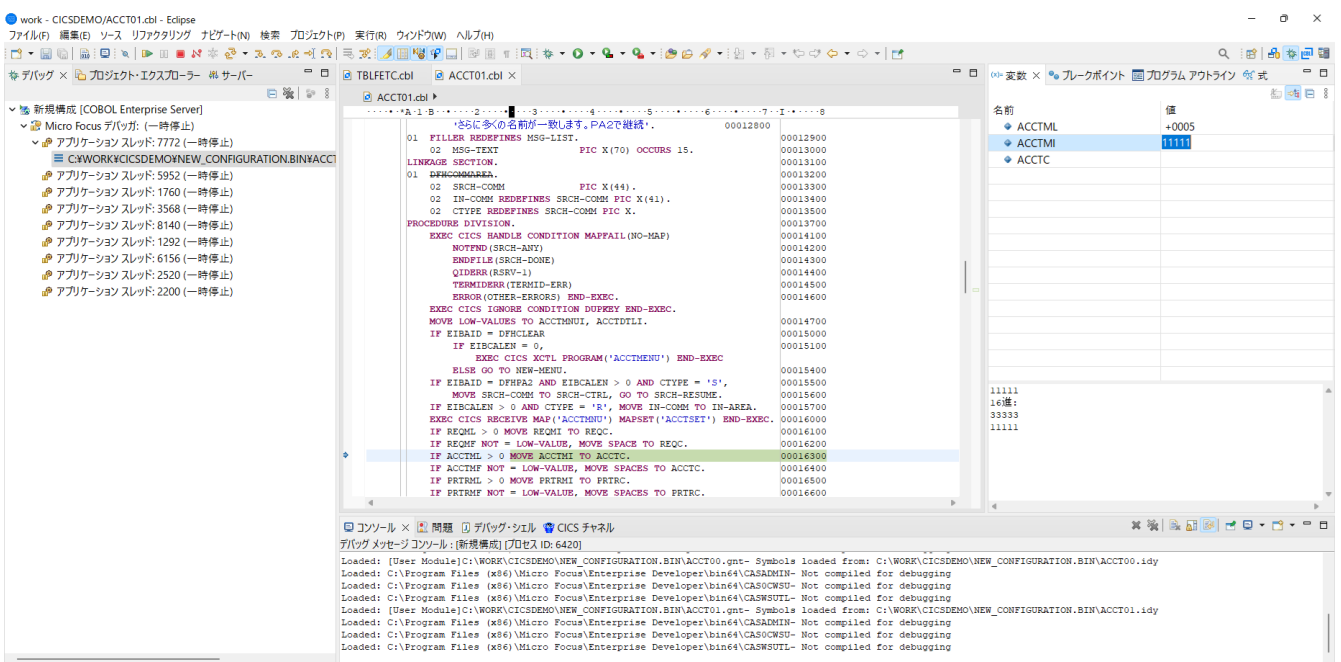 work - CICSDEMO/ACCT01.cbl - Eclipse
ファイル(F) 編集(E) ソース リファクタリング ナビゲート(N) 検索 プロジェクト(P) 実行(R) ウィンドウ(W) ヘルプ(H)
デバッグ プロジェクト・エクスプローラー サーバー
新規構成 [COBOL Enterprise Server]
Micro Focus デバッガ: (一時停止)
アプリケーション スレッド: 7772 (一時停止)
C:¥WORK¥CICSDEMO¥NEW_CONFIGURATION.BIN¥ACCT
アプリケーション スレッド: 5952 (一時停止)
アプリケーション スレッド: 1760 (一時停止)
アプリケーション スレッド: 3568 (一時停止)
アプリケーション スレッド: 8140 (一時停止)
アプリケーション スレッド: 1292 (一時停止)
アプリケーション スレッド: 6156 (一時停止)
アプリケーション スレッド: 2520 (一時停止)
アプリケーション スレッド: 2200 (一時停止)
TBLFETC.cbl ACCT01.cbl
ACCT01.cbl
'さらに多くの名前が一致します。PA2で継続'. 00012800
01 FILLER REDEFINES MSG-LIST. 00012900
02 MSG-TEXT PIC X(70) OCCURS 15. 00013000
LINKAGE SECTION. 00013100
01 DFHCOMMAREA. 00013200
02 SRCH-COMM PIC X(44). 00013300
02 IN-COMM REDEFINES SRCH-COMM PIC X(41). 00013400
02 CTYPE REDEFINES SRCH-COMM PIC X. 00013500
PROCEDURE DIVISION. 00013700
EXEC CICS HANDLE CONDITION MAPFAIL(NO-MAP) 00014100
NOTFND(SRCH-ANY) 00014200
ENDFILE(SRCH-DONE) 00014300
QIDERR(RSRV-1) 00014400
TERMIDERR(TERMID-ERR) 00014500
ERROR(OTHER-ERRORS) END-EXEC. 00014600
EXEC CICS IGNORE CONDITION DUPKEY END-EXEC.
MOVE LOW-VALUES TO ACCTMNUI, ACCTDTLI. 00014700
IF EIBAID = DFHCLEAR 00015000
IF EIBCALEN = 0, 00015100
EXEC CICS XCTL PROGRAM('ACCTMENU') END-EXEC
ELSE GO TO NEW-MENU. 00015400
IF EIBAID = DFHPA2 AND EIBCALEN > 0 AND CTYPE = 'S', 00015500
MOVE SRCH-COMM TO SRCH-CTRL, GO TO SRCH-RESUME. 00015600
IF EIBCALEN > 0 AND CTYPE = 'R', MOVE IN-COMM TO IN-AREA. 00015700
EXEC CICS RECEIVE MAP('ACCTMNU') MAPSET('ACCTSET') END-EXEC. 00016000
IF REQML > 0 MOVE REQMI TO REQC. 00016100
IF REQMF NOT = LOW-VALUE, MOVE SPACE TO REQC. 00016200
IF ACCTML > 0 MOVE ACCTMI TO ACCTC. 00016300
IF ACCTMF NOT = LOW-VALUE, MOVE SPACES TO ACCTC. 00016400
IF PRTRML > 0 MOVE PRTRMI TO PRTRC. 00016500
IF PRTRMF NOT = LOW-VALUE, MOVE SPACES TO PRTRC. 00016600
変数 ブレークポイント プログラム アウトライン 式
名前 値
ACCTML +0005
ACCTMI 11111
ACCTC
11111
16進:
33333
11111
コンソール 問題 デバッグ・シェル CICS チャネル
デバッグ メッセージ コンソール : [新規構成] [プロセス ID: 6420]
Loaded: [User Module]C:\WORK\CICSDEMO\NEW_CONFIGURATION.BIN\ACCT00.gnt- Symbols loaded from: C:\WORK\CICSDEMO\NEW_CONFIGURATION.BIN\ACCT00.idy
Loaded: C:\Program Files (x86)\Micro Focus\Enterprise Developer\bin64\CASADMIN- Not compiled for debugging
Loaded: C:\Program Files (x86)\Micro Focus\Enterprise Developer\bin64\CASOCWSU- Not compiled for debugging
Loaded: C:\Program Files (x86)\Micro Focus\Enterprise Developer\bin64\CASWSUTL- Not compiled for debugging
Loaded: [User Module]C:\WORK\CICSDEMO\NEW_CONFIGURATION.BIN\ACCT01.gnt- Symbols loaded from: C:\WORK\CICSDEMO\NEW_CONFIGURATION.BIN\ACCT01.idy
Loaded: C:\Program Files (x86)\Micro Focus\Enterprise Developer\bin64\CASADMIN- Not compiled for debugging
Loaded: C:\Program Files (x86)\Micro Focus\Enterprise Developer\bin64\CASOCWSU- Not compiled for debugging
Loaded: C:\Program Files (x86)\Micro Focus\Enterprise Developer\bin64\CASWSUTL- Not compiled for debugging